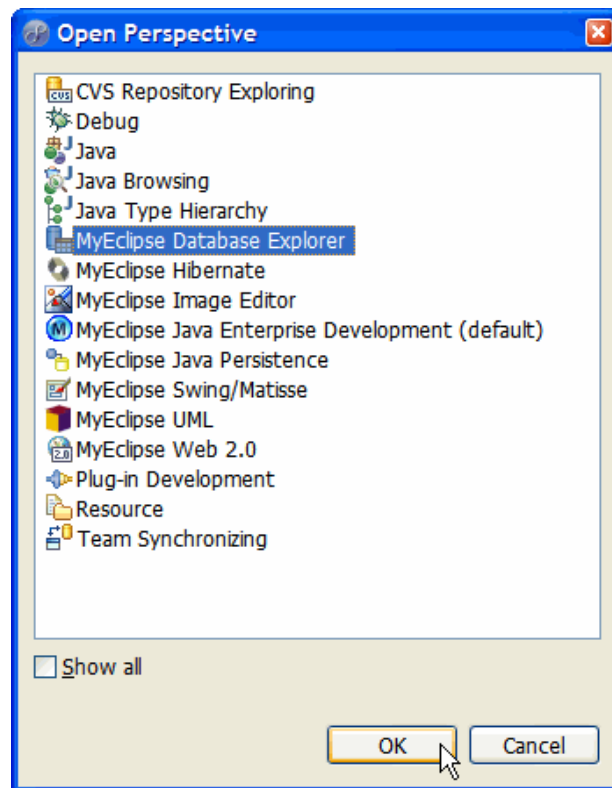 Open Perspective
CVS Repository Exploring
Debug
Java
Java Browsing
Java Type Hierarchy
MyEclipse Database Explorer
MyEclipse Hibernate
MyEclipse Image Editor
MyEclipse Java Enterprise Development (default)
MyEclipse Java Persistence
MyEclipse Swing/Matisse
MyEclipse UML
MyEclipse Web 2.0
Plug-in Development
Resource
Team Synchronizing
Show all
OK
Cancel